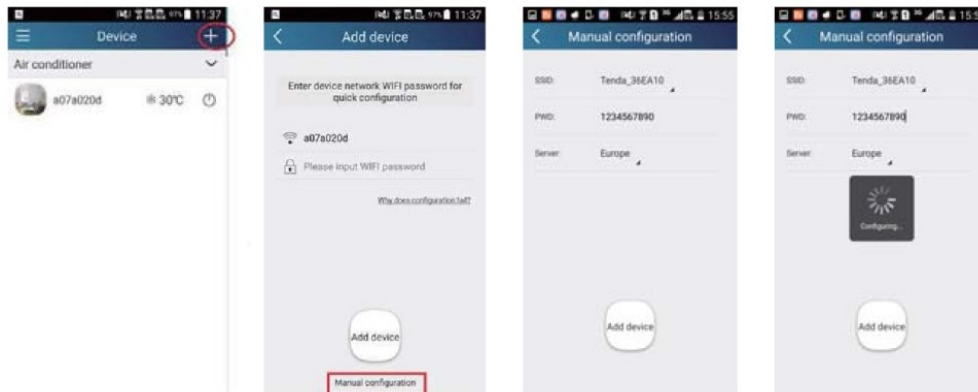 97% 11:37
Device
+
Air conditioner
a07a020d 30°C
97% 11:37
Add device
Enter device network WIFI password for
quick configuration
a07a020d
Please input WIFI password
Why does configuration fail?
Add device
Manual configuration
15:55
Manual configuration
SSID: Tenda_36EA10
PWD: 1234567890
Server: Europe
Add device
Manual configuration
SSID: Tenda_36EA10
PWD: 1234567890
Server: Europe
Configuring...
Add device